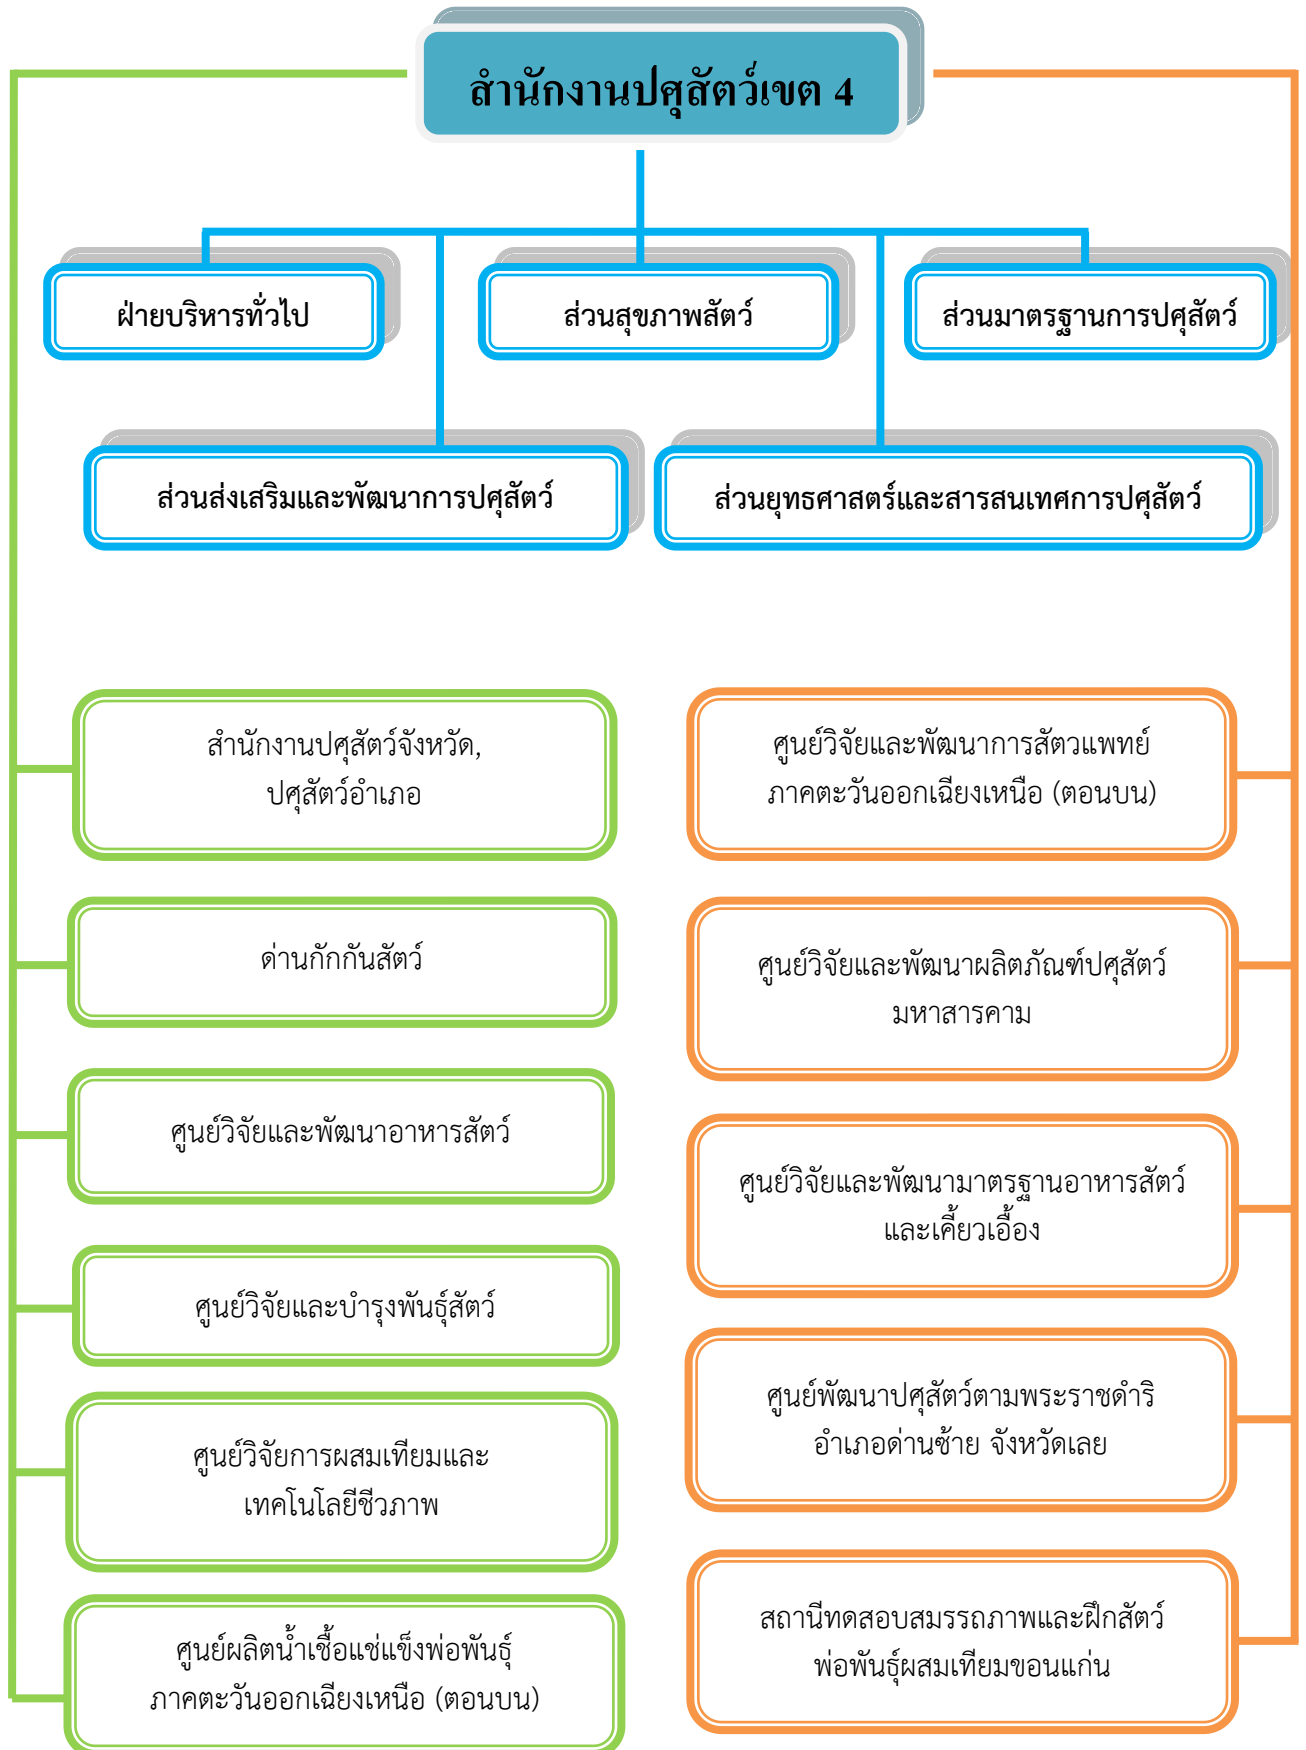 สำนักงานปศุสัตว์เขต 4
ฝ่ายบริหารทั่วไป
ส่วนสุขภาพสัตว์
ส่วนมาตรฐานการปศุสัตว์
ส่วนส่งเสริมและพัฒนาการปศุสัตว์
ส่วนยุทธศาสตร์และสารสนเทศการปศุสัตว์
สำนักงานปศุสัตว์จังหวัด,
ปศุสัตว์อำเภอ
ด่านกักกันสัตว์
ศูนย์วิจัยและพัฒนาอาหารสัตว์
ศูนย์วิจัยและบำรุงพันธุ์สัตว์
ศูนย์วิจัยการผสมเทียมและ
เทคโนโลยีชีวภาพ
ศูนย์ผลิตน้ำเชื้อแช่แข็งพ่อพันธุ์
ภาคตะวันออกเฉียงเหนือ (ตอนบน)
ศูนย์วิจัยและพัฒนาการสัตวแพทย์
ภาคตะวันออกเฉียงเหนือ (ตอนบน)
ศูนย์วิจัยและพัฒนาผลิตภัณฑ์ปศุสัตว์
มหาสารคาม
ศูนย์วิจัยและพัฒนามาตรฐานอาหารสัตว์
และเคี้ยวเอื้อง
ศูนย์พัฒนาปศุสัตว์ตามพระราชดำริ
อำเภอด่านซ้าย จังหวัดเลย
สถานีทดสอบสมรรถภาพและฝึกสัตว์
พ่อพันธุ์ผสมเทียมขอนแก่น